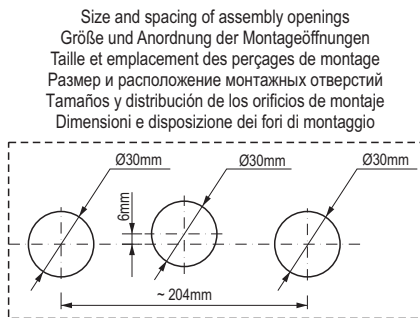 Size and spacing of assembly openings
Größe und Anordnung der Montageöffnungen
Taille et emplacement des perçages de montage
Размер и расположение монтажных отверстий
Tamaños y distribución de los orificios de montaje
Dimensioni e disposizione dei fori di montaggio
Ø30mm
Ø30mm
Ø30mm
6mm
~ 204mm